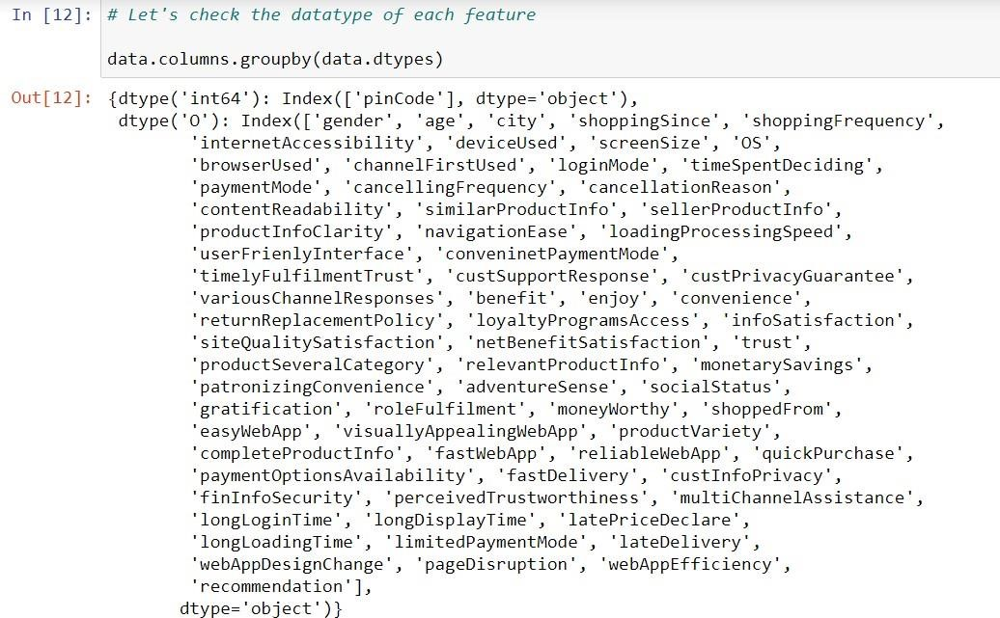 In [12]: # Let's check the datatype of each feature
data.columns.groupby(data.dtypes)
Out[12]: {dtype('int64'): Index(['pinCode'], dtype='object'),
dtype('O'): Index(['gender', 'age', 'city', 'shoppingSince', 'shoppingFrequency',
'internetAccessibility', 'deviceUsed', 'screenSize', 'OS',
'browserUsed', 'channelFirstUsed', 'loginMode', 'timeSpentDeciding',
'paymentMode', 'cancellingFrequency', 'cancellationReason',
'contentReadability', 'similarProductInfo', 'sellerProductInfo',
'productInfoClarity', 'navigationEase', 'loadingProcessingSpeed',
'userFrienlyInterface', 'conveninetPaymentMode',
'timelyFulfilmentTrust', 'custSupportResponse', 'custPrivacyGuarantee',
'variousChannelResponses', 'benefit', 'enjoy', 'convenience',
'returnReplacementPolicy', 'loyaltyProgramsAccess', 'infoSatisfaction',
'siteQualitySatisfaction', 'netBenefitSatisfaction', 'trust',
'productSeveralCategory', 'relevantProductInfo', 'monetarySavings',
'patronizingConvenience', 'adventureSense', 'socialStatus',
'gratification', 'roleFulfilment', 'moneyWorthy', 'shoppedFrom',
'easyWebApp', 'visuallyAppealingWebApp', 'productVariety',
'completeProductInfo', 'fastWebApp', 'reliableWebApp', 'quickPurchase',
'paymentOptionsAvailability', 'fastDelivery', 'custInfoPrivacy',
'finInfoSecurity', 'perceivedTrustworthiness', 'multiChannelAssistance',
'longLoginTime', 'longDisplayTime', 'latePriceDeclare',
'longLoadingTime', 'limitedPaymentMode', 'lateDelivery',
'webAppDesignChange', 'pageDisruption', 'webAppEfficiency',
'recommendation'],
dtype='object')}